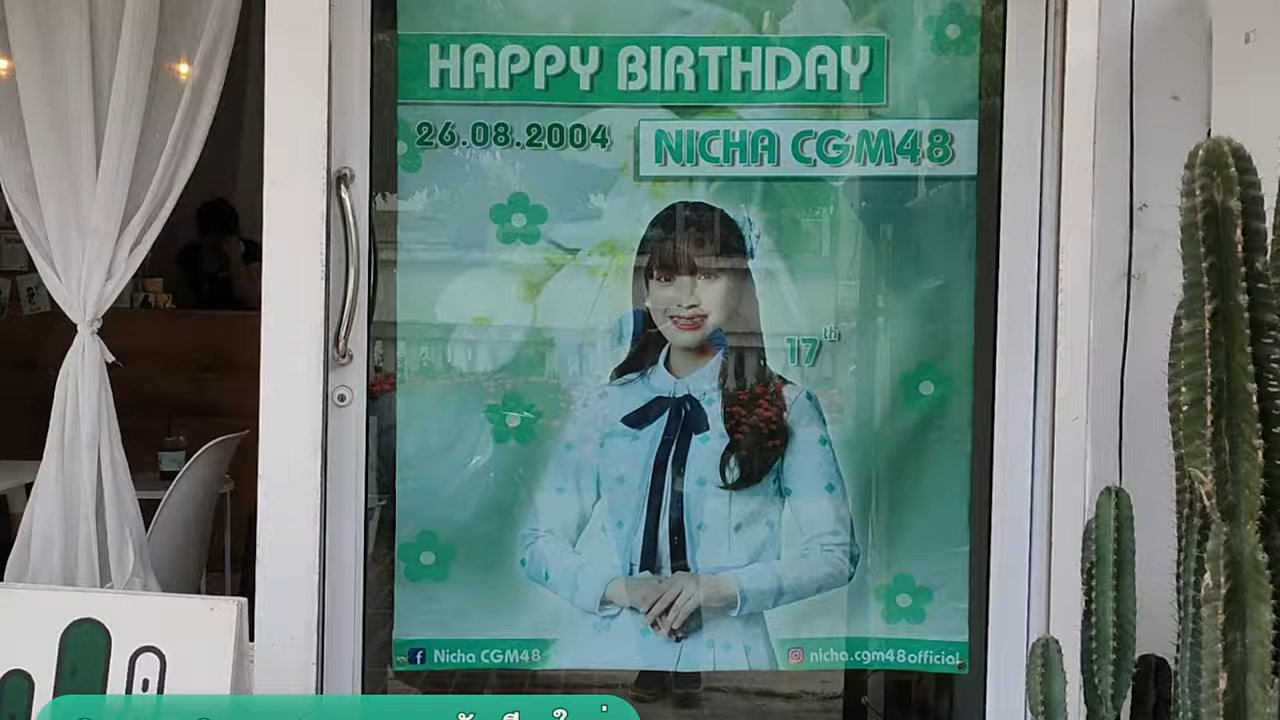 HAPPY BIRTHDAY
26.08.2004
NICHA CGM48
17th
Nicha CGM48
nicha.cgm48official